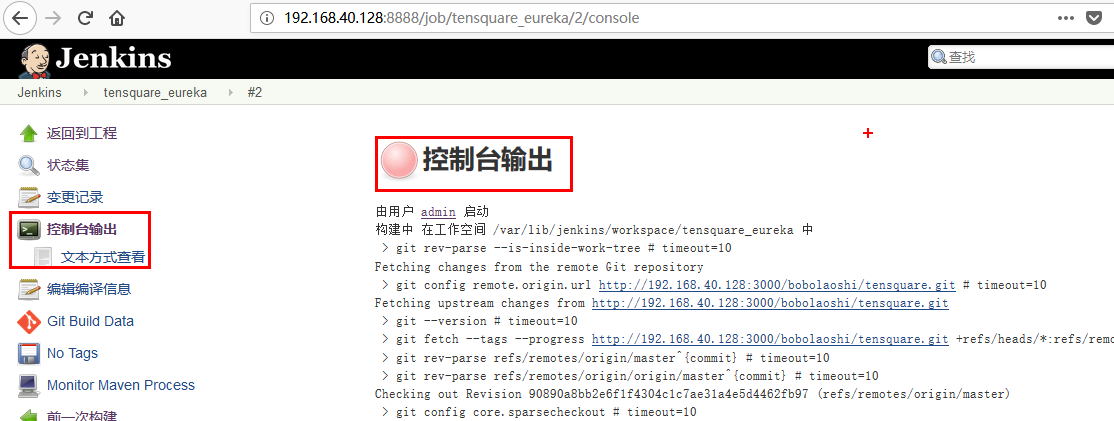 192.168.40.128:8888/job/tensquare_eureka/2/console
Jenkins
查找
Jenkins tensquare_eureka #2
返回到工程
状态集
变更记录
控制台输出
文本方式查看
编辑编译信息
Git Build Data
No Tags
Monitor Maven Process
前一次构建
控制台输出
由用户 admin 启动
构建中 在工作空间 /var/lib/jenkins/workspace/tensquare_eureka 中
> git rev-parse --is-inside-work-tree # timeout=10
Fetching changes from the remote Git repository
> git config remote.origin.url http://192.168.40.128:3000/bobolaoshi/tensquare.git # timeout=10
Fetching upstream changes from http://192.168.40.128:3000/bobolaoshi/tensquare.git
> git --version # timeout=10
> git fetch --tags --progress http://192.168.40.128:3000/bobolaoshi/tensquare.git +refs/heads/*:refs/remo
> git rev-parse refs/remotes/origin/master^{commit} # timeout=10
> git rev-parse refs/remotes/origin/origin/master^{commit} # timeout=10
Checking out Revision 90890a8bb2e6f1f4304c1c7ae31a4e5d4462fb97 (refs/remotes/origin/master)
> git config core.sparsecheckout # timeout=10